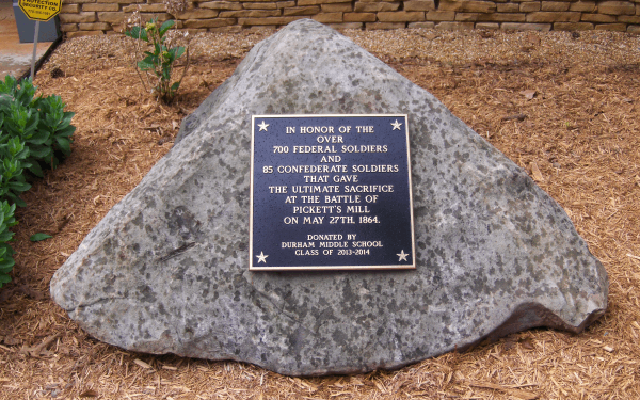 PROTECTION
IN HONOR OF THE
OVER
700 FEDERAL SOLDIERS
AND
85 CONFEDERATE SOLDIERS
THAT GAVE
THE ULTIMATE SACRIFICE
AT THE BATTLE OF
PICKETT'S MILL
ON MAY 27TH, 1864.
DONATED BY
DURHAM MIDDLE SCHOOL
CLASS OF 2013-2014